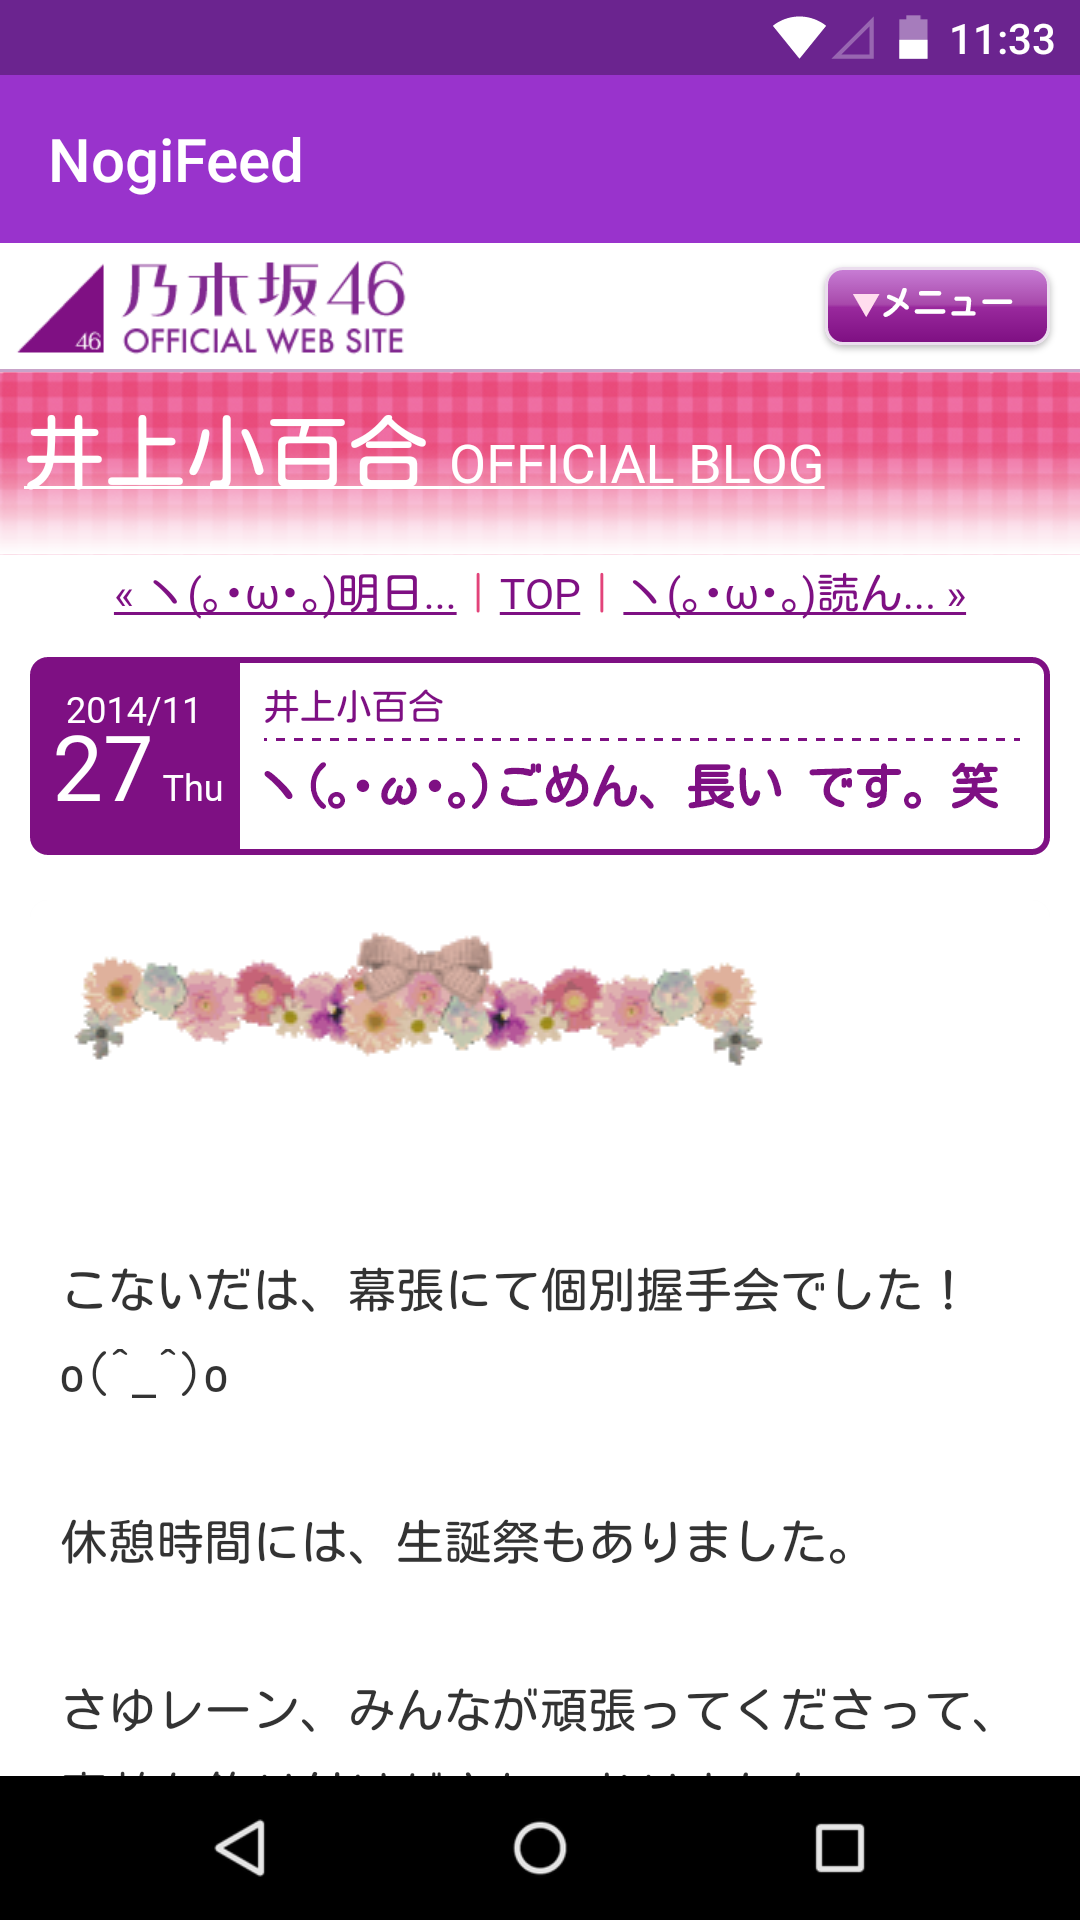 11:33
NogiFeed
46 乃木坂46
OFFICIAL WEB SITE
▼メニュー
井上小百合 OFFICIAL BLOG
« ヽ(｡･ω･｡)明日... | TOP | ヽ(｡･ω･｡)読ん... »
2014/11
27 Thu
井上小百合
ヽ(｡･ω･｡)ごめん、長い です。笑
こないだは、幕張にて個別握手会でした！
o(^_^)o
休憩時間には、生誕祭もありました。
さゆレーン、みんなが頑張ってくださって、